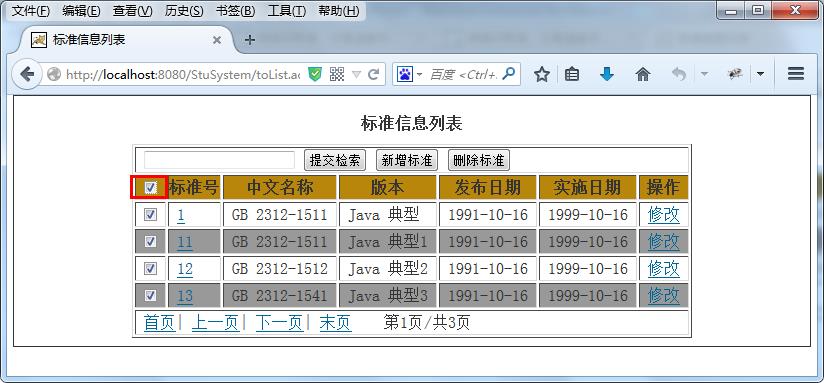 文件(F) 编辑(E) 查看(V) 历史(S) 书签(B) 工具(T) 帮助(H)
标准信息列表
http://localhost:8080/StuSystem/toList.ac
百度 <Ctrl+.
标准信息列表
提交检索 新增标准 删除标准
标准号 中文名称 版本 发布日期 实施日期 操作
1 GB 2312-1511 Java 典型 1991-10-16 1999-10-16 修改
11 GB 2312-1511 Java 典型1 1991-10-16 1999-10-16 修改
12 GB 2312-1512 Java 典型2 1991-10-16 1999-10-16 修改
13 GB 2312-1541 Java 典型3 1991-10-16 1999-10-16 修改
首页| 上一页| 下一页| 末页 第1页/共3页